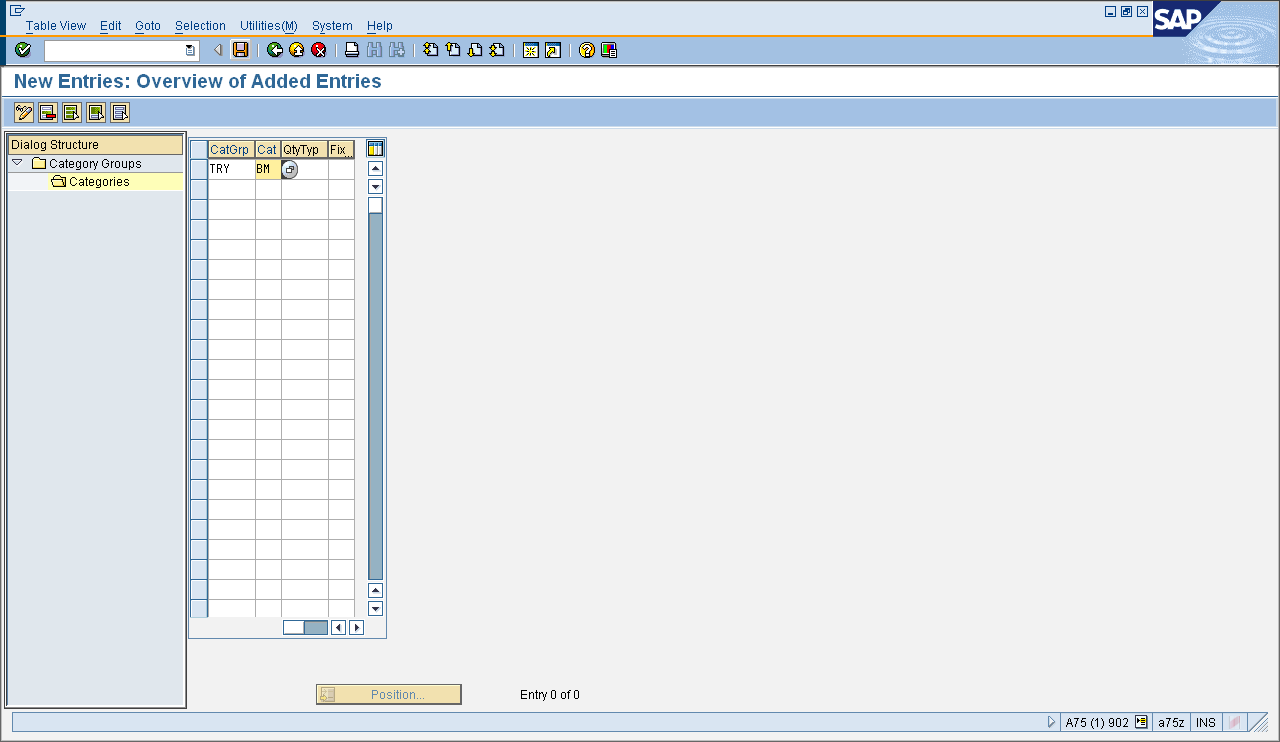 Table View Edit Goto Selection Utilities(M) System Help
SAP
New Entries: Overview of Added Entries
Dialog Structure
Category Groups
Categories
CatGrp Cat QtyTyp Fix...
TRY BM
Position...
Entry 0 of 0
A75 (1) 902 a75z INS